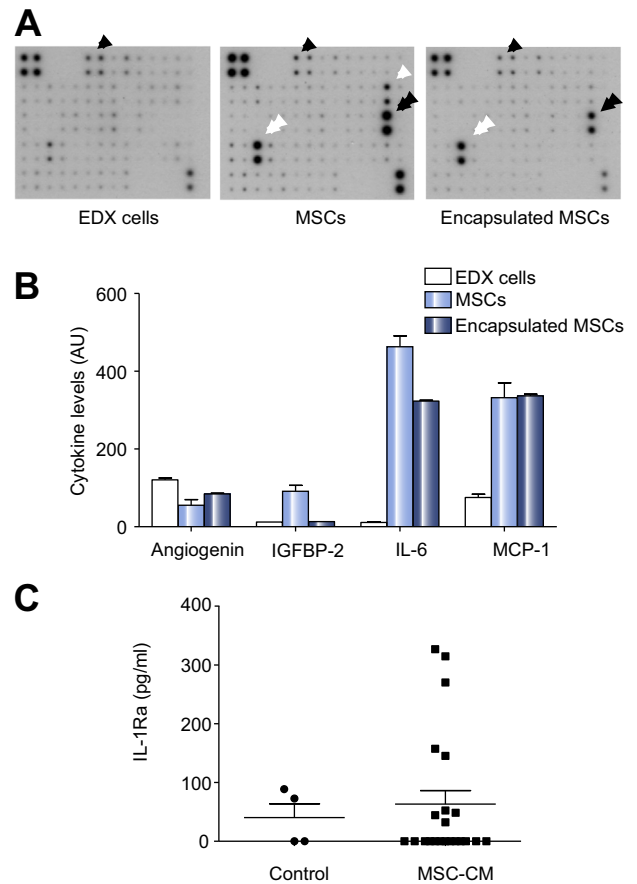 A
EDX cells
MSCs
Encapsulated MSCs
B
EDX cells
MSCs
Encapsulated MSCs
Cytokine levels (AU)
600
400
200
0
Angiogenin
IGFBP-2
IL-6
MCP-1
C
IL-1Ra (pg/ml)
400
300
200
100
0
Control
MSC-CM